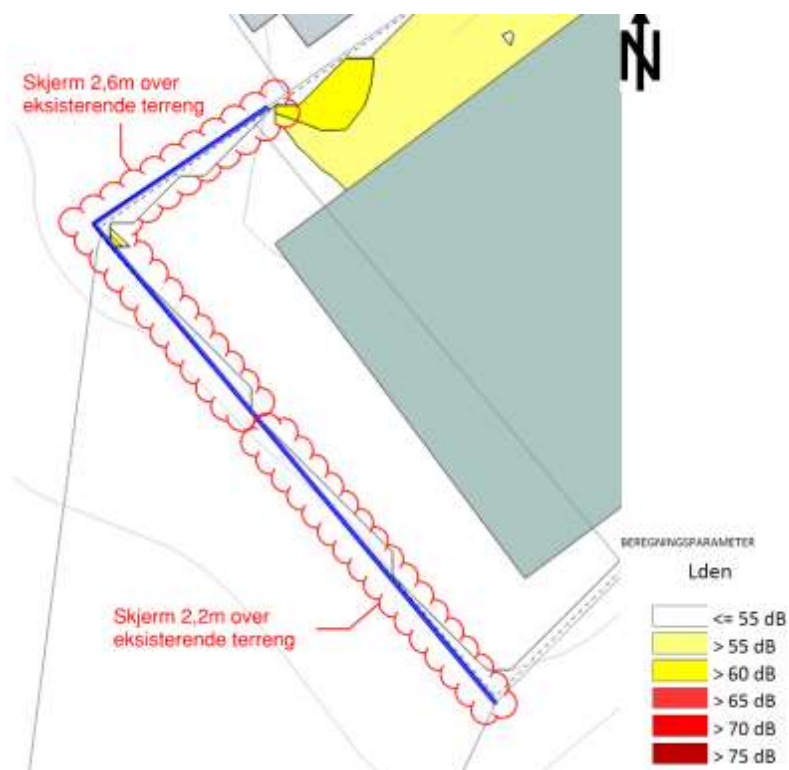 N
Skjerm 2,6m over
eksisterende terreng
Skjerm 2,2m over
eksisterende terreng
BEREGNINGSPARAMETER
Lden
<= 55 dB
> 55 dB
> 60 dB
> 65 dB
> 70 dB
> 75 dB